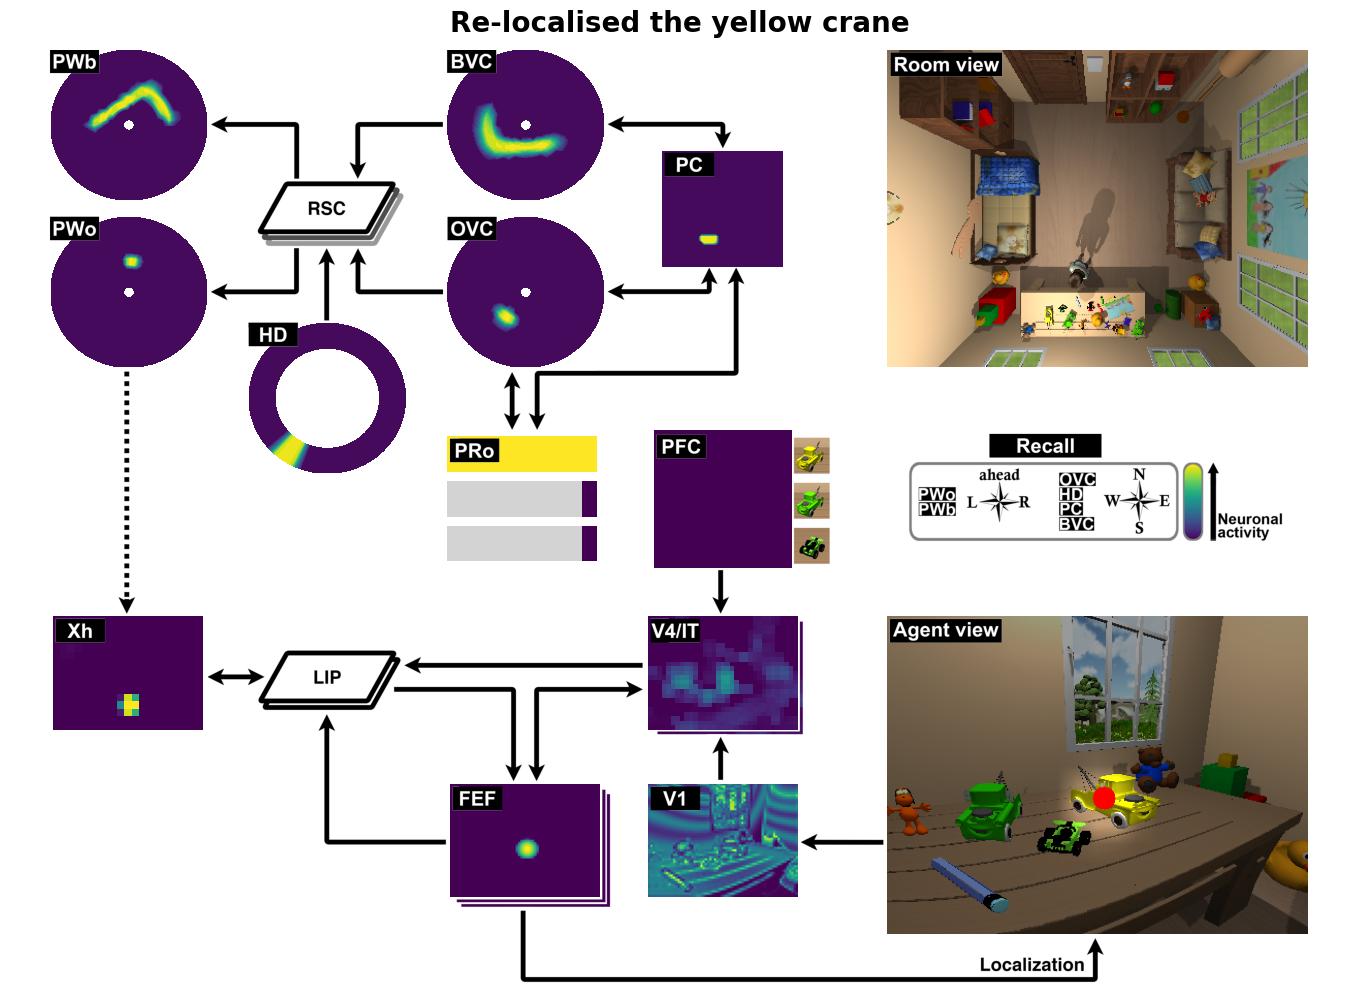 Re-localised the yellow crane
PWb
BVC
Room view
PC
RSC
PWo
OVC
HD
PRo
PFC
Recall
ahead
L R
PWo
PWb
OVC
HD
PC
BVC
N
W E
S
Neuronal
activity
Xh
LIP
V4/IT
Agent view
FEF
V1
Localization